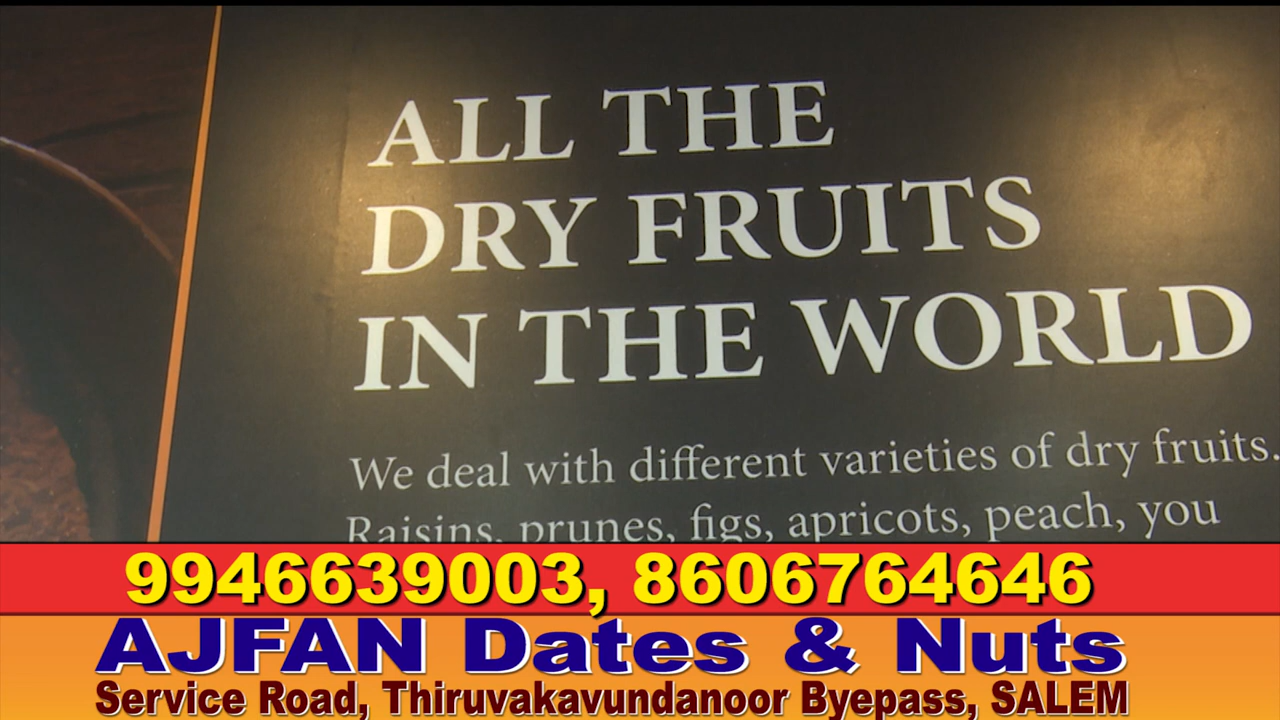 ALL THE
DRY FRUITS
IN THE WORLD
We deal with different varieties of dry fruits.
Raisins, prunes, figs, apricots, peach, you
9946639003, 8606764646
AJFAN Dates & Nuts
Service Road, Thiruvakavundanoor Byepass, SALEM